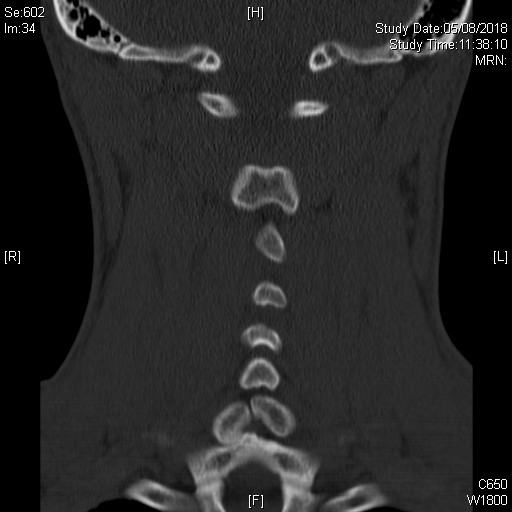 Se:602
Im:34
[H]
Study Date:05/08/2018
Study Time:11:38:10
MRN:
[R]
[L]
[F]
C650
W1800